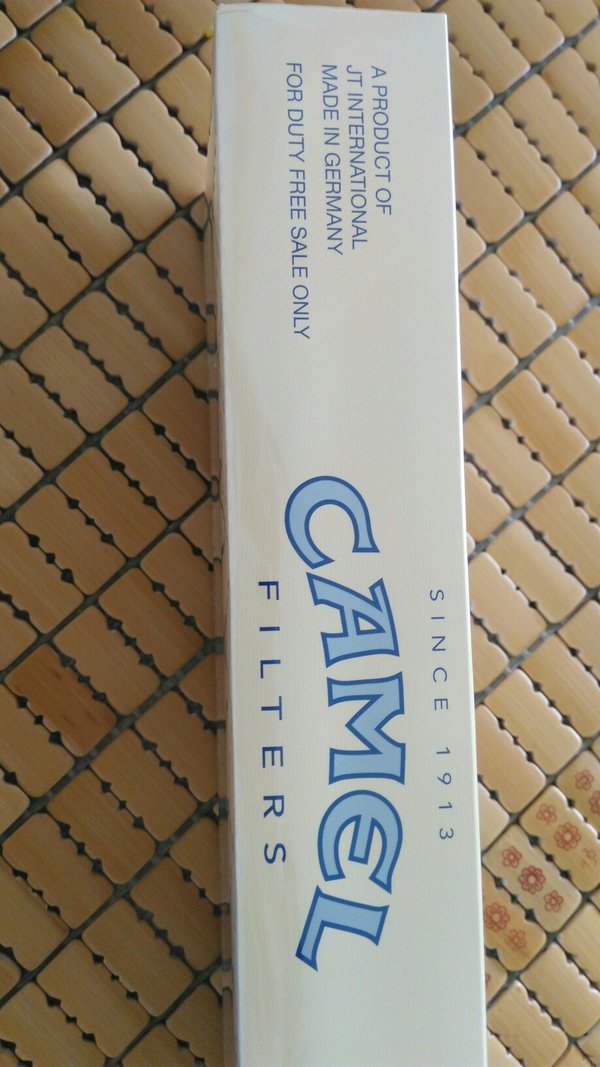 A PRODUCT OF
JT INTERNATIONAL
MADE IN GERMANY
FOR DUTY FREE SALE ONLY
SINCE 1913
CAMEL
FILTERS